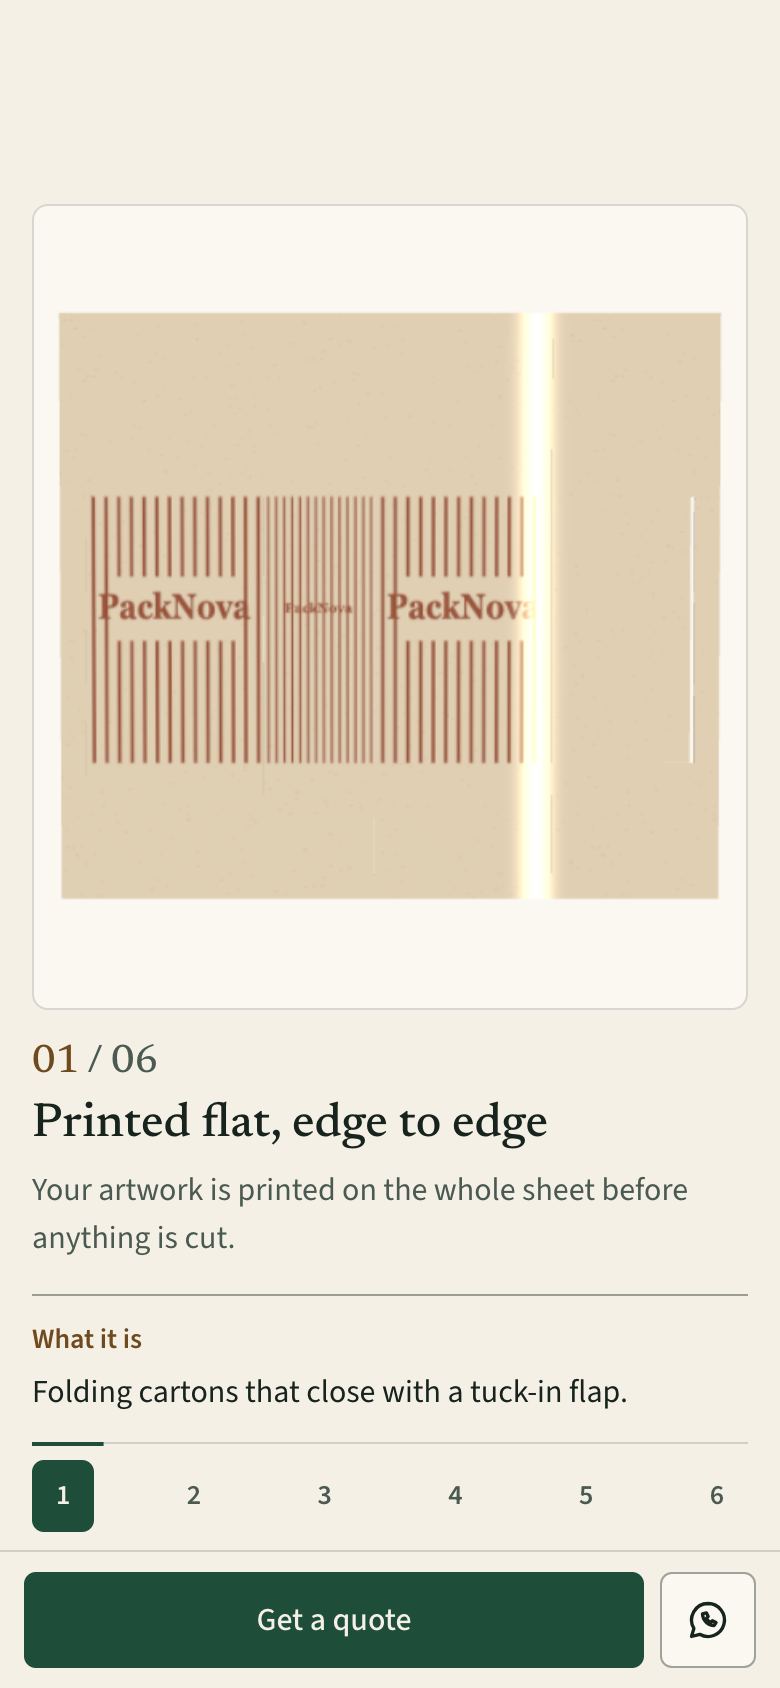 PackNova PackNova PackNova
01 / 06
Printed flat, edge to edge
Your artwork is printed on the whole sheet before
anything is cut.
What it is
Folding cartons that close with a tuck-in flap.
1 2 3 4 5 6
Get a quote